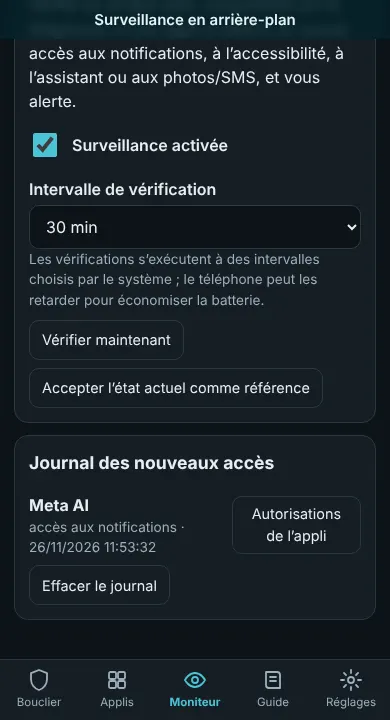 Surveillance en arrière-plan
accès aux notifications, à l’accessibilité, à
l’assistant ou aux photos/SMS, et vous
alerte.
Surveillance activée
Intervalle de vérification
30 min
Les vérifications s’exécutent à des intervalles
choisis par le système ; le téléphone peut les
retarder pour économiser la batterie.
Vérifier maintenant
Accepter l’état actuel comme référence
Journal des nouveaux accès
Meta AI
accès aux notifications ·
26/11/2026 11:53:32
Autorisations
de l’appli
Effacer le journal
Bouclier
Applis
Moniteur
Guide
Réglages